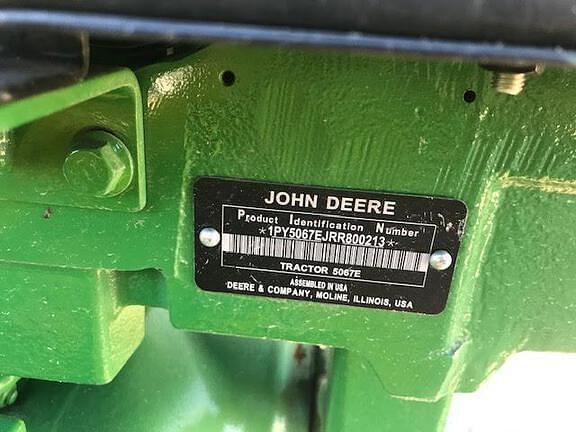 JOHN DEERE
Product Identification Number
*1PY5067EJRR800213*
TRACTOR 5067E
ASSEMBLED IN USA
DEERE & COMPANY, MOLINE, ILLINOIS, USA